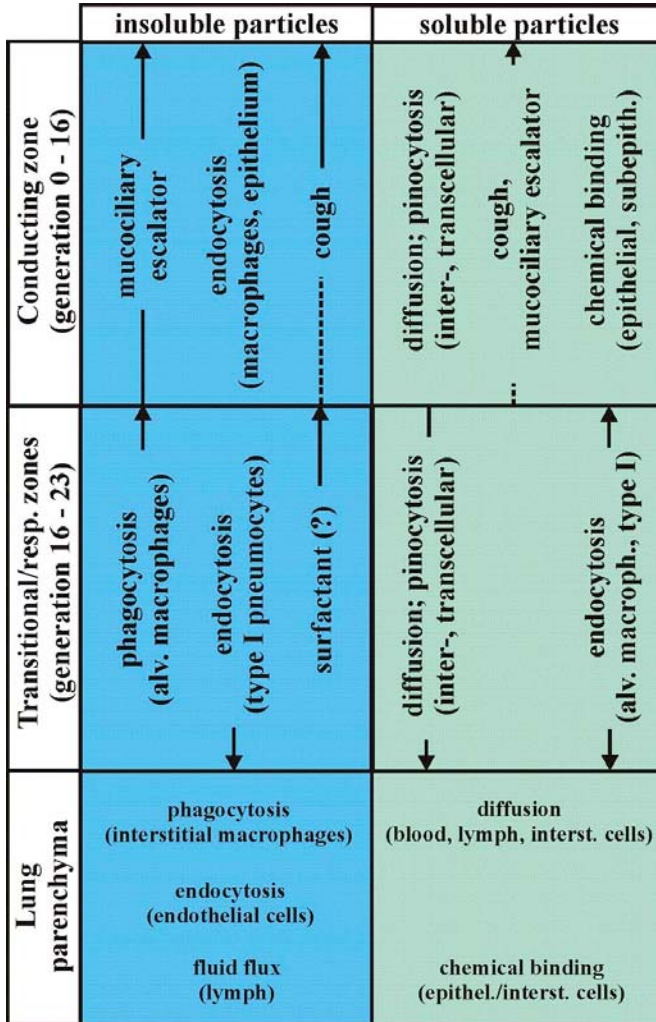 insoluble particles
soluble particles
Conducting zone
(generation 0 - 16)
mucociliary
escalator
endocytosis
(macrophages, epithelium)
cough
diffusion; pinocytosis
(inter-, transcellular)
cough,
mucociliary escalator
chemical binding
(epithelial, subepith.)
Transitional/resp. zones
(generation 16 - 23)
phagocytosis
(alv. macrophages)
endocytosis
(type I pneumocytes)
surfactant (?)
diffusion; pinocytosis
(inter-, transcellular)
endocytosis
(alv. macroph., type I)
Lung
parenchyma
phagocytosis
(interstitial macrophages)
endocytosis
(endothelial cells)
fluid flux
(lymph)
diffusion
(blood, lymph, interst. cells)
chemical binding
(epithel./interst. cells)